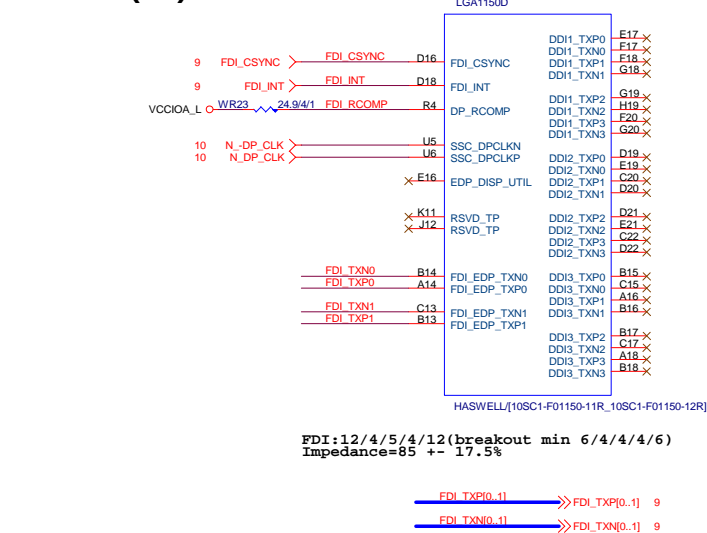 LGA1150D
9 FDI_CSYNC FDI_CSYNC D16 FDI_CSYNC
9 FDI_INT FDI_INT D18 FDI_INT
VCCIOA_L WR23 24.9/4/1 FDI_RCOMP R4 DP_RCOMP
10 N_-DP_CLK U5 SSC_DPCLKN
10 N_DP_CLK U6 SSC_DPCLKP
E16 EDP_DISP_UTIL
K11 RSVD_TP
J12 RSVD_TP
FDI_TXN0 B14 FDI_EDP_TXN0
FDI_TXP0 A14 FDI_EDP_TXP0
FDI_TXN1 C13 FDI_EDP_TXN1
FDI_TXP1 B13 FDI_EDP_TXP1
DDI1_TXP0 E17
DDI1_TXN0 F17
DDI1_TXP1 F18
DDI1_TXN1 G18
DDI1_TXP2 G19
DDI1_TXN2 H19
DDI1_TXP3 F20
DDI1_TXN3 G20
DDI2_TXP0 D19
DDI2_TXN0 E19
DDI2_TXP1 C20
DDI2_TXN1 D20
DDI2_TXP2 D21
DDI2_TXN2 E21
DDI2_TXP3 C22
DDI2_TXN3 D22
DDI3_TXP0 B15
DDI3_TXN0 C15
DDI3_TXP1 A16
DDI3_TXN1 B16
DDI3_TXP2 B17
DDI3_TXN2 C17
DDI3_TXP3 A18
DDI3_TXN3 B18
HASWELL/[10SC1-F01150-11R_10SC1-F01150-12R]
FDI:12/4/5/4/12(breakout min 6/4/4/4/6)
Impedance=85 +- 17.5%
FDI_TXP[0..1] FDI_TXP[0..1] 9
FDI_TXN[0..1] FDI_TXN[0..1] 9